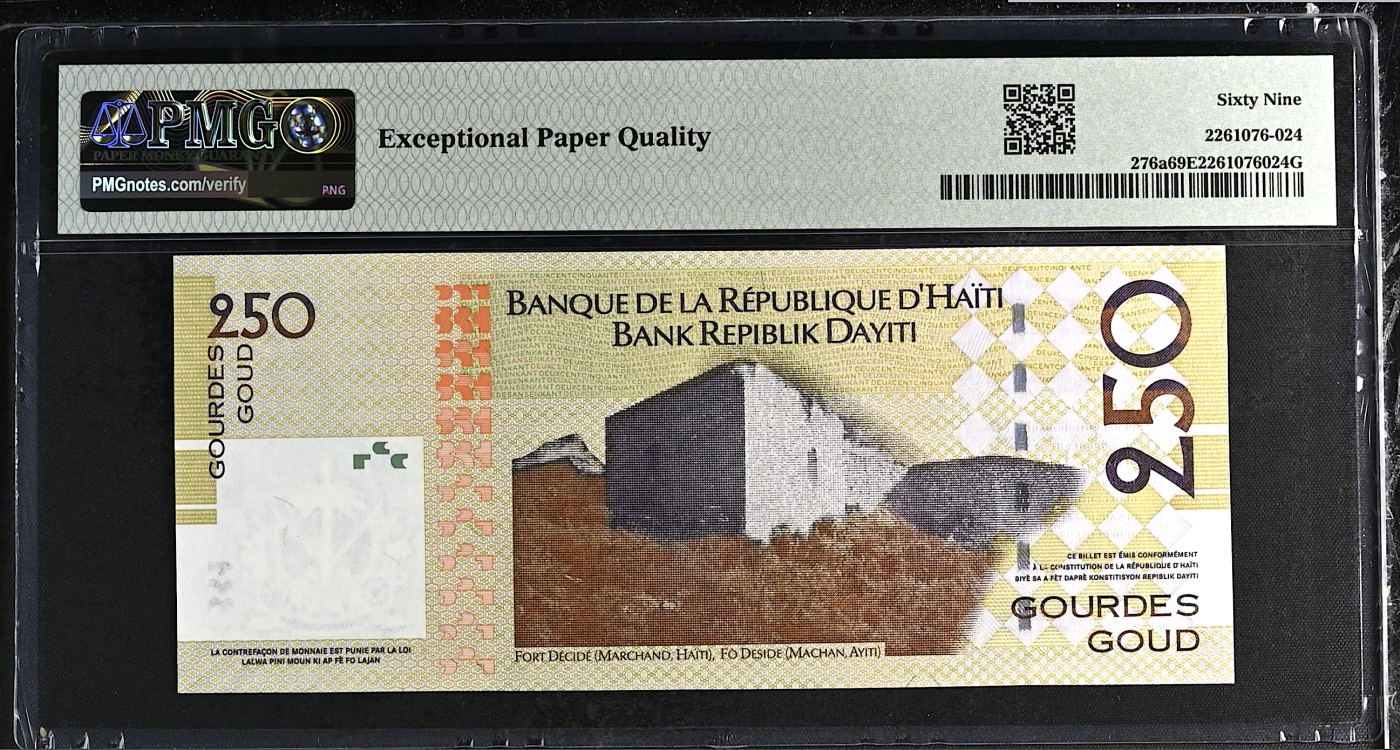 PMG
PAPER MONEY GUARANTY
PMGnotes.com/verify
PNG
Exceptional Paper Quality
Sixty Nine
2261076-024
276a69E2261076024G
250
GOURDES
GOUD
BANQUE DE LA RÉPUBLIQUE D'HAÏTI
BANK REPIBLIK DAYITI
250
CE BILLET EST ÉMIS CONFORMÉMENT
À LA CONSTITUTION DE LA RÉPUBLIQUE D'HAÏTI
BIYÈ SA A FÈT DAPRÈ KONSTITISYON REPIBLIK DAYITI
GOURDES
GOUD
LA CONTREFAÇON DE MONNAIE EST PUNIE PAR LA LOI
LALWA PINI MOUN KI AP FÈ FO LAJAN
FORT DÉCIDÉ (MARCHAND, HAÏTI), FÒ DESIDE (MACHAN, AYITI)